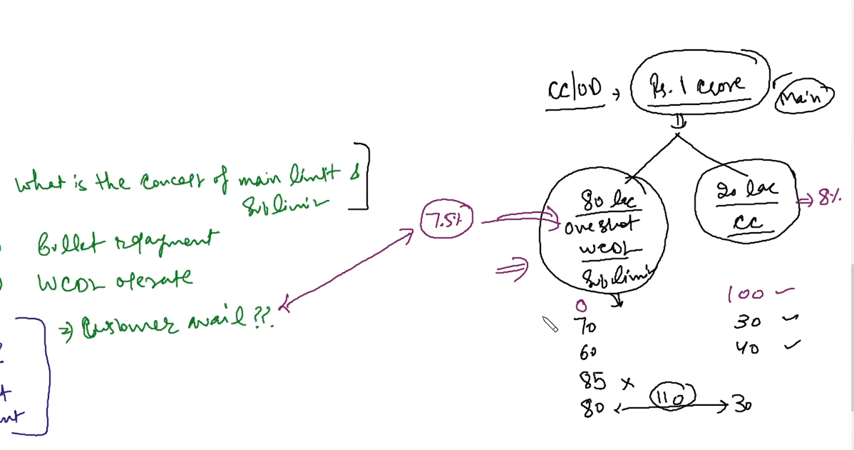 CC/OD → Rs. 1 crore
Main
What is the concept of main limit &
Sublimit
80 lac
one shot
WCDL
Sublimit
20 lac
CC
⇒ 8%
7.5%
Bullet repayment
WCDL operate
⇒ Customer avail??
0 100 ✓
70 30 ✓
60 40 ✓
85 x
80 110 30